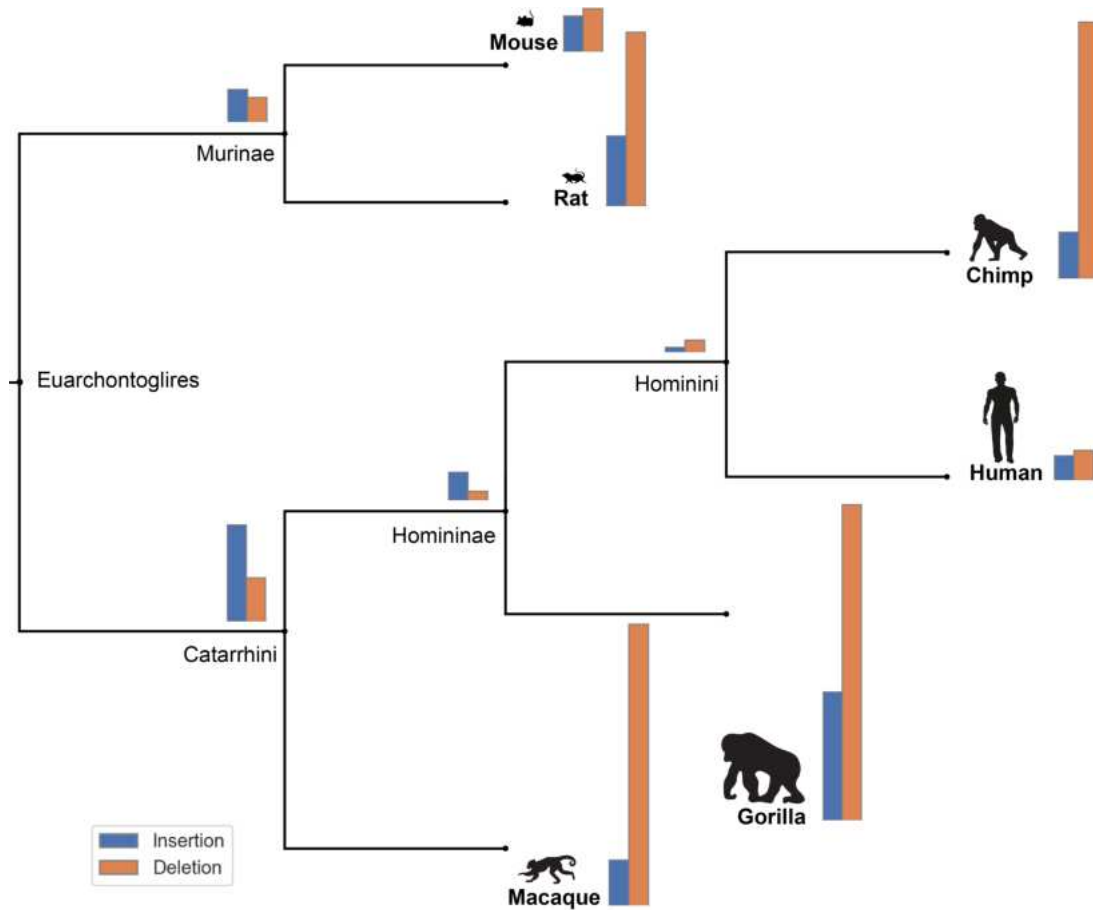 Mouse
Murinae
Rat
Chimp
Euarchontoglires
Hominini
Human
Homininae
Catarrhini
Gorilla
Insertion
Deletion
Macaque